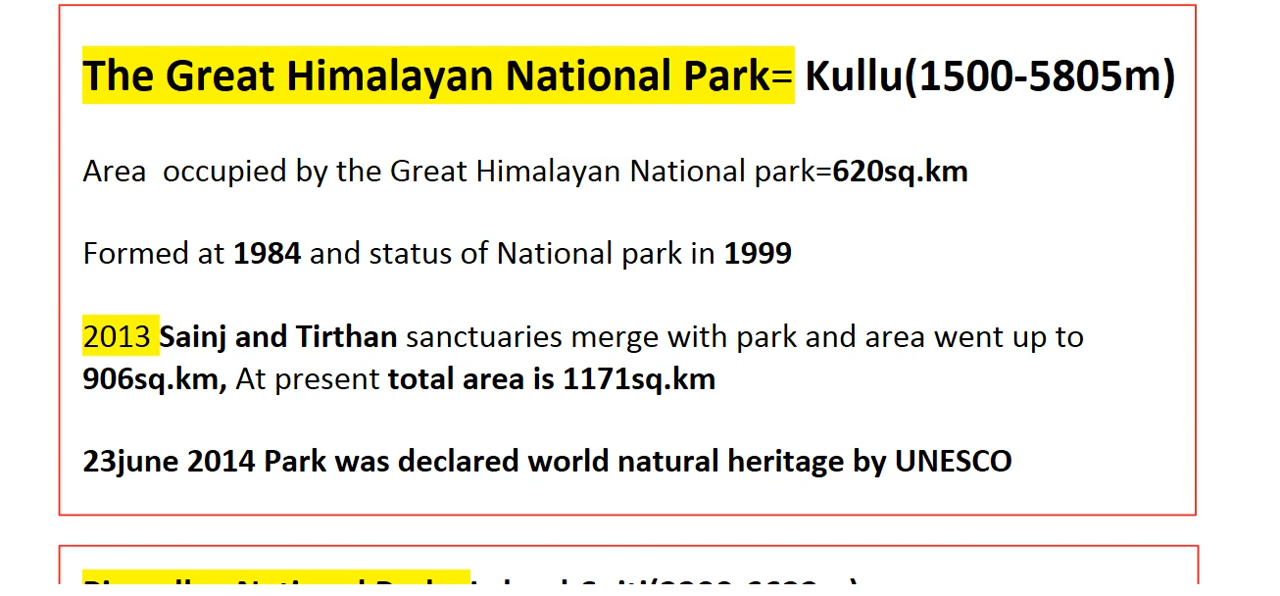 The Great Himalayan National Park= Kullu(1500-5805m)
Area occupied by the Great Himalayan National park=620sq.km
Formed at 1984 and status of National park in 1999
2013 Sainj and Tirthan sanctuaries merge with park and area went up to
906sq.km, At present total area is 1171sq.km
23june 2014 Park was declared world natural heritage by UNESCO